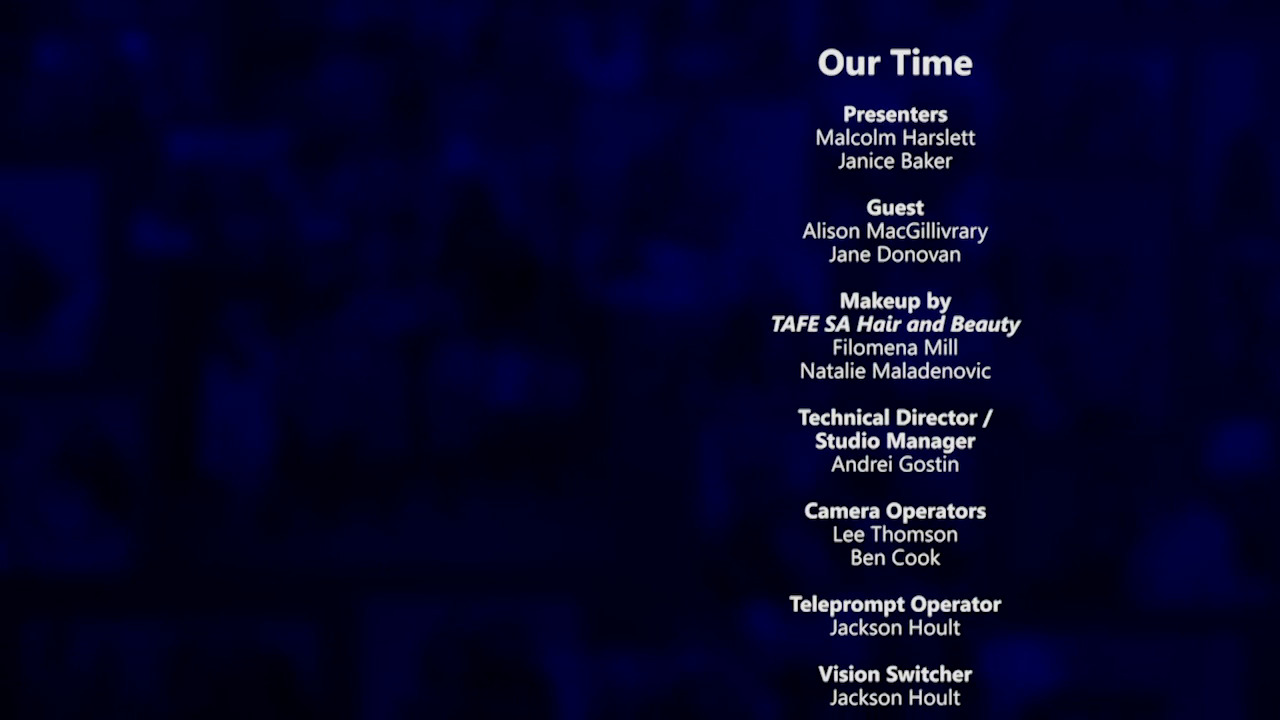 Our Time
Presenters
Malcolm Harslett
Janice Baker
Guest
Alison MacGillivrary
Jane Donovan
Makeup by
TAFE SA Hair and Beauty
Filomena Mill
Natalie Maladenovic
Technical Director /
Studio Manager
Andrei Gostin
Camera Operators
Lee Thomson
Ben Cook
Teleprompt Operator
Jackson Hoult
Vision Switcher
Jackson Hoult